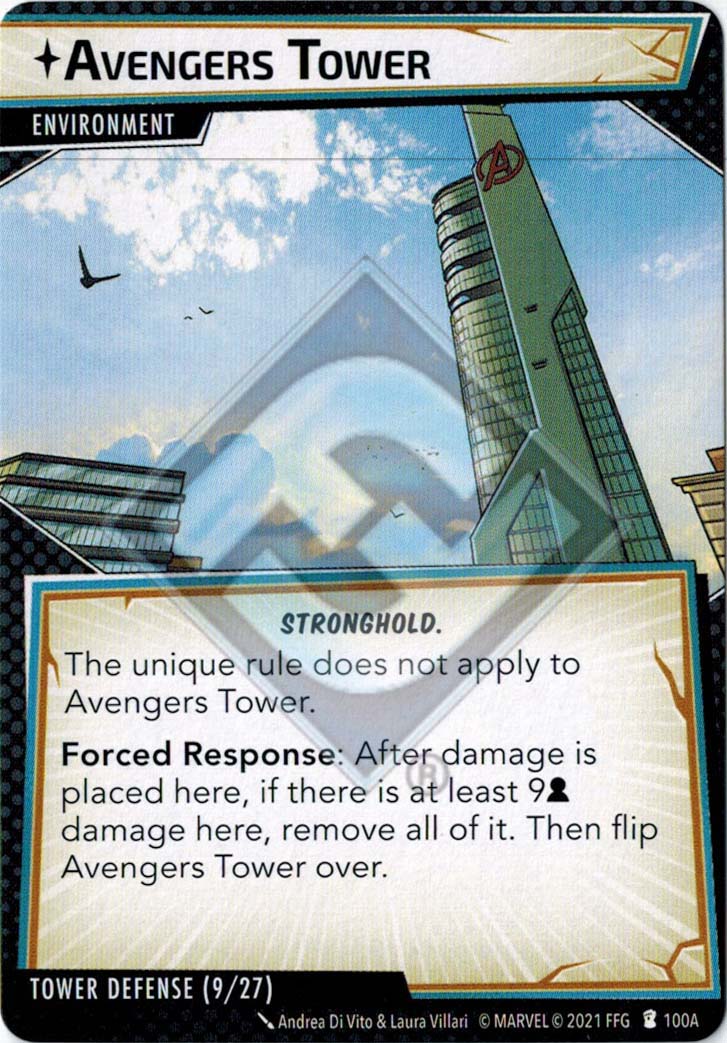 AVENGERS TOWER
ENVIRONMENT
STRONGHOLD.
The unique rule does not apply to
Avengers Tower.
Forced Response: After damage is
placed here, if there is at least 9
damage here, remove all of it. Then flip
Avengers Tower over.
TOWER DEFENSE (9/27)
Andrea Di Vito & Laura Villari © MARVEL © 2021 FFG 100A